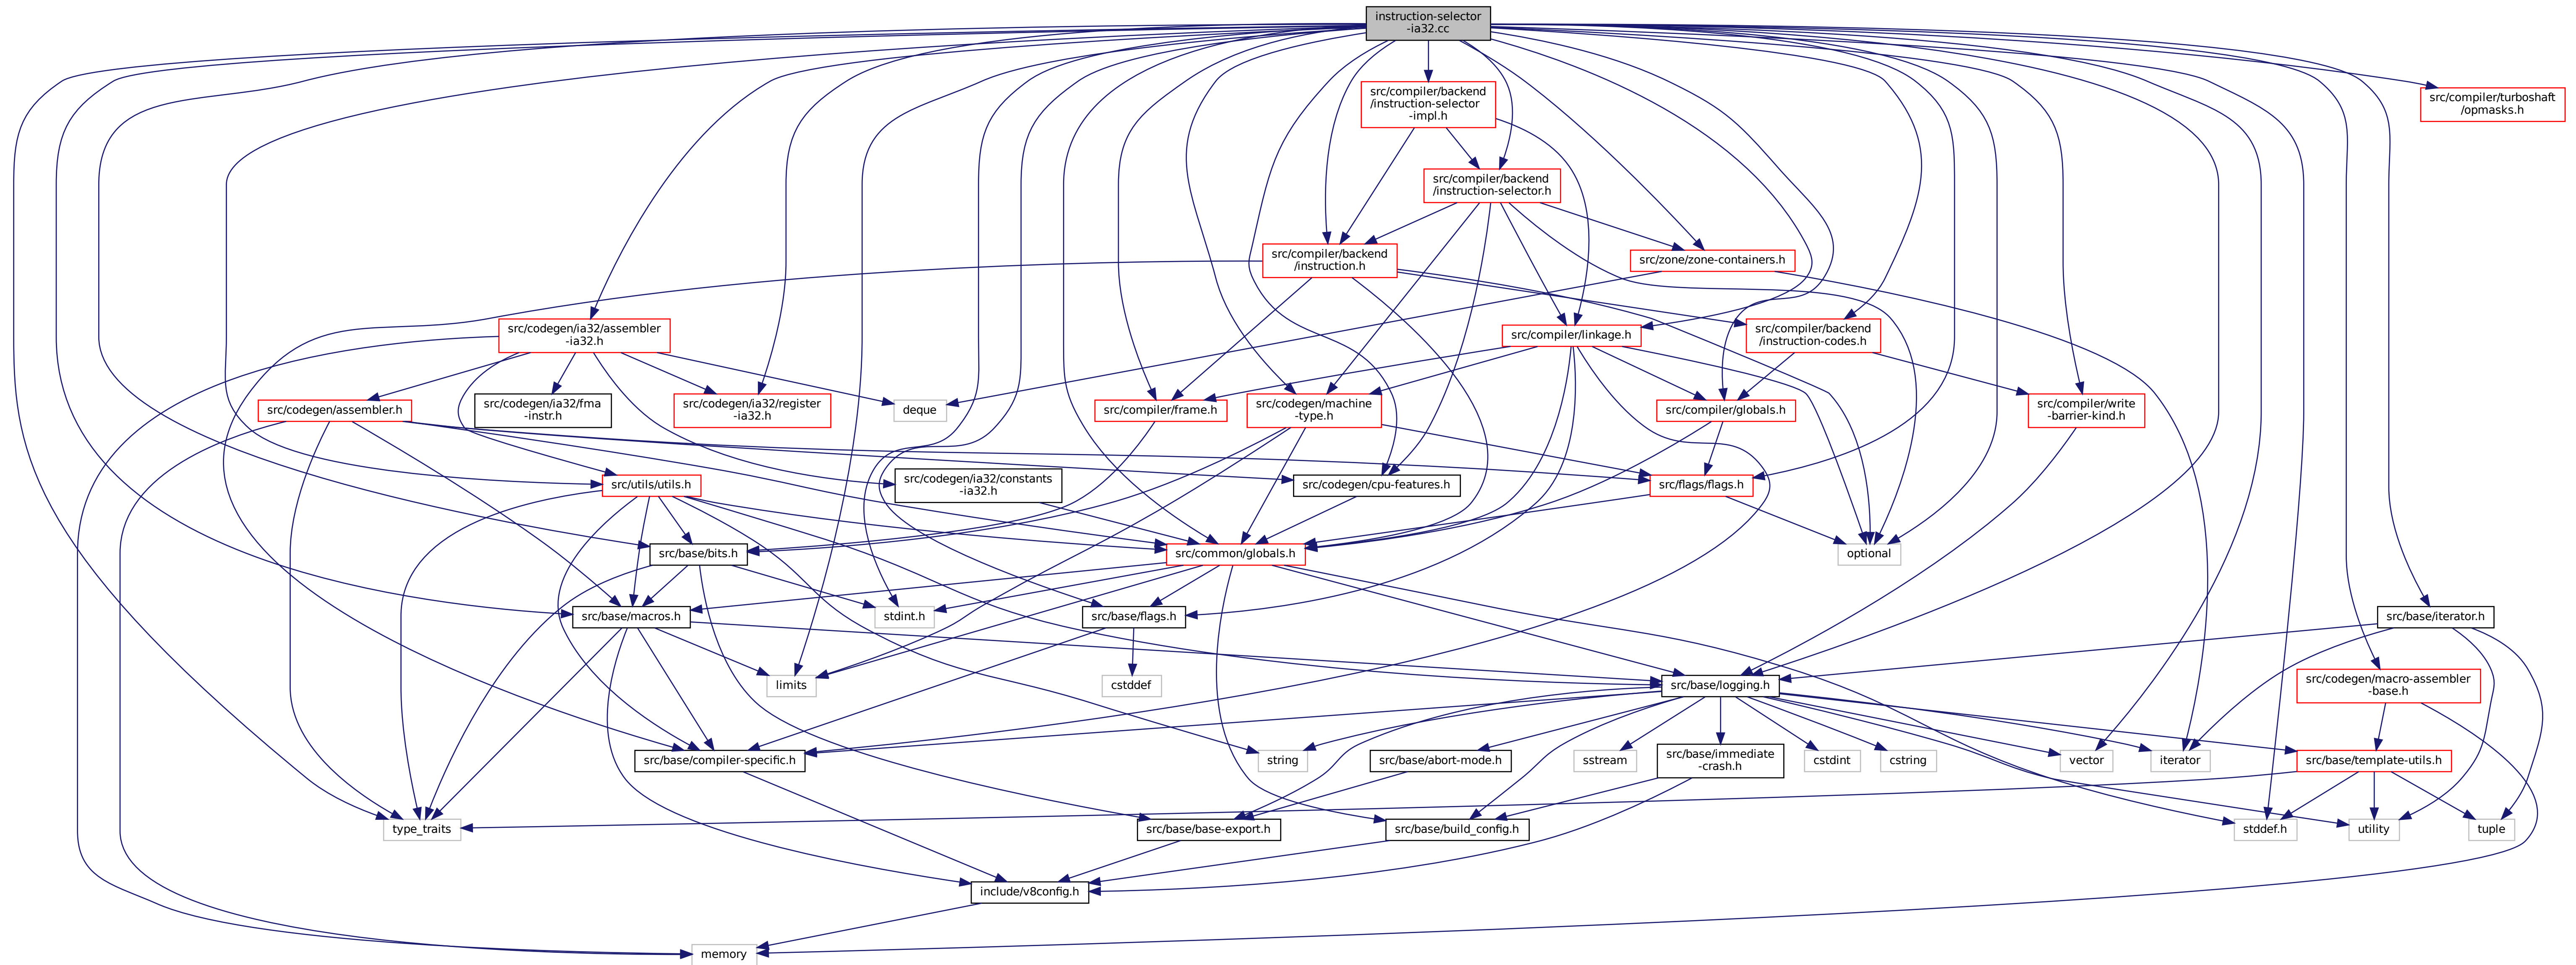 instruction-selector
-ia32.cc
src/compiler/backend
/instruction-selector
-impl.h
src/compiler/turboshaft
/opmasks.h
src/compiler/backend
/instruction-selector.h
src/compiler/backend
/instruction.h
src/zone/zone-containers.h
src/codegen/ia32/assembler
-ia32.h
src/compiler/linkage.h
src/compiler/backend
/instruction-codes.h
src/codegen/assembler.h
src/codegen/ia32/fma
-instr.h
src/codegen/ia32/register
-ia32.h
deque
src/compiler/frame.h
src/codegen/machine
-type.h
src/compiler/globals.h
src/compiler/write
-barrier-kind.h
src/utils/utils.h
src/codegen/ia32/constants
-ia32.h
src/codegen/cpu-features.h
src/flags/flags.h
src/base/bits.h
src/common/globals.h
optional
src/base/macros.h
stdint.h
src/base/flags.h
src/base/iterator.h
limits
cstddef
src/base/logging.h
src/codegen/macro-assembler
-base.h
src/base/compiler-specific.h
string
src/base/abort-mode.h
sstream
src/base/immediate
-crash.h
cstdint
cstring
vector
iterator
src/base/template-utils.h
type_traits
src/base/base-export.h
src/base/build_config.h
stddef.h
utility
tuple
include/v8config.h
memory